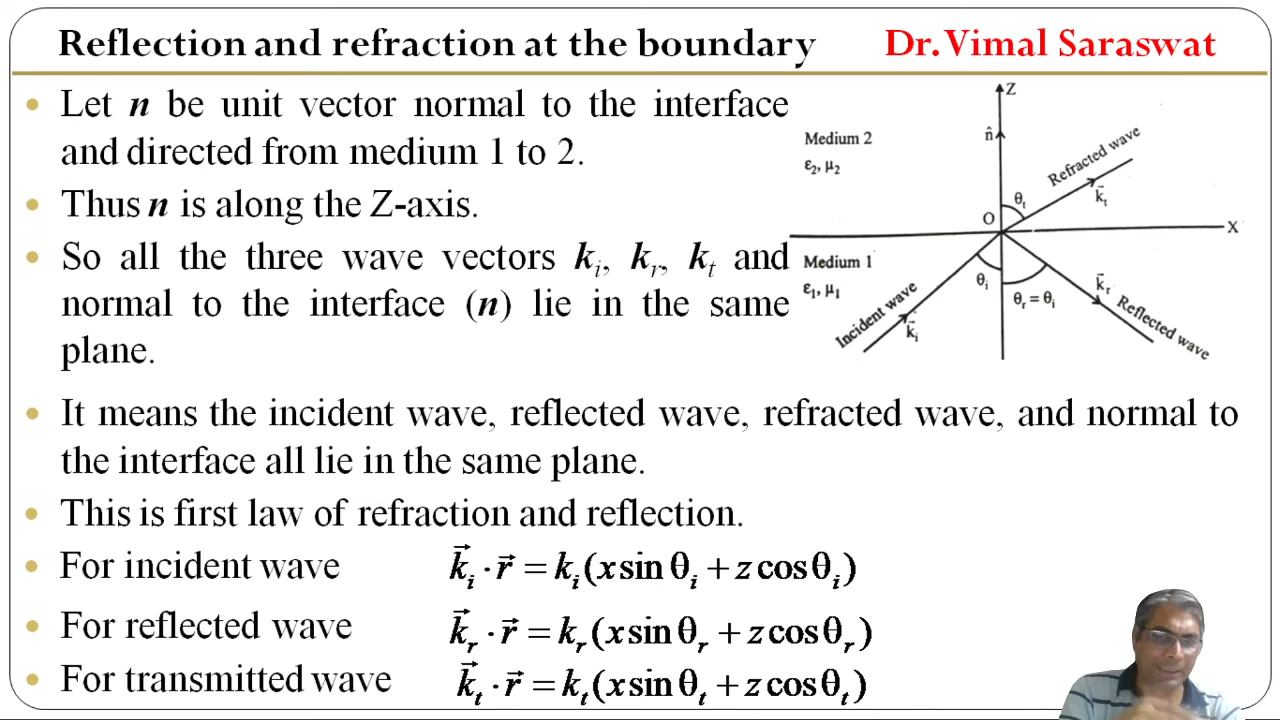 Reflection and refraction at the boundary Dr. Vimal Saraswat
• Let n be unit vector normal to the interface
and directed from medium 1 to 2.
• Thus n is along the Z-axis.
• So all the three wave vectors kᵢ, kᵣ, kₜ and
normal to the interface (n) lie in the same
plane.
Z
Medium 2
n̂
ε₂, μ₂
Refracted wave
θₜ
k⃗ₜ
O
X
Medium 1
ε₁, μ₁
θᵢ
θᵣ = θᵢ
Incident wave
k⃗ᵢ
k⃗ᵣ
Reflected wave
• It means the incident wave, reflected wave, refracted wave, and normal to
the interface all lie in the same plane.
• This is first law of refraction and reflection.
• For incident wave k⃗ᵢ · r⃗ = kᵢ(x sin θᵢ + z cos θᵢ)
• For reflected wave k⃗ᵣ · r⃗ = kᵣ(x sin θᵣ + z cos θᵣ)
• For transmitted wave k⃗ₜ · r⃗ = kₜ(x sin θₜ + z cos θₜ)